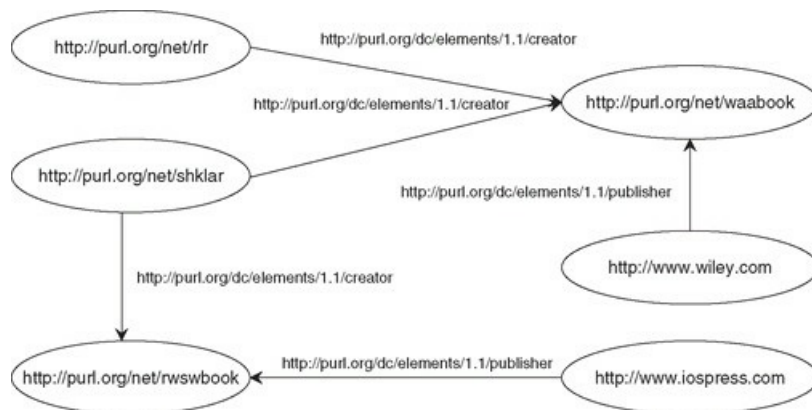 http://purl.org/dc/elements/1.1/creator
http://purl.org/net/rlr
http://purl.org/dc/elements/1.1/creator
http://purl.org/net/waabook
http://purl.org/net/shklar
http://purl.org/dc/elements/1.1/publisher
http://www.wiley.com
http://purl.org/dc/elements/1.1/creator
http://purl.org/dc/elements/1.1/publisher
http://purl.org/net/rwswbook
http://www.iospress.com